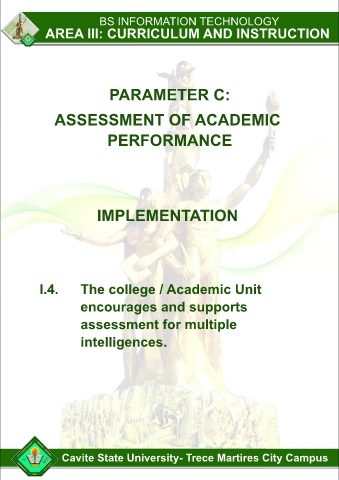 BS INFORMATION TECHNOLOGY
AREA III: CURRICULUM AND INSTRUCTION
PARAMETER C:
ASSESSMENT OF ACADEMIC
PERFORMANCE
IMPLEMENTATION
I.4. The college / Academic Unit
encourages and supports
assessment for multiple
intelligences.
Cavite State University- Trece Martires City Campus